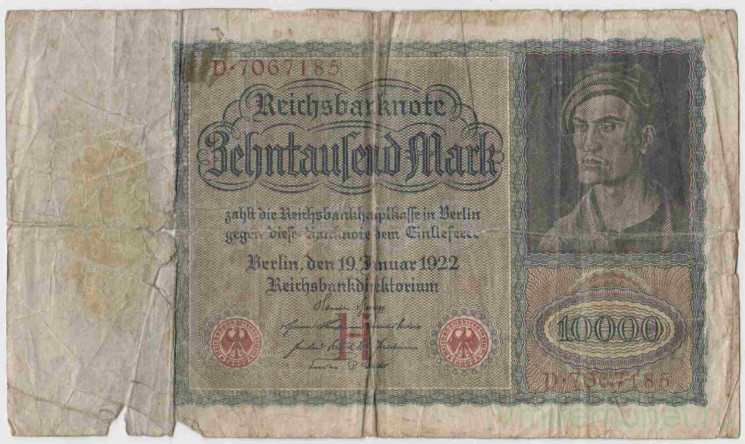 D·7067185
Reichsbanknote
Zehntausend Mark
zahlt die Reichsbankhauptkasse in Berlin
gegen diese Banknote dem Einlieferer
Berlin, den 19. Januar 1922
Reichsbankdirektorium
H
10000
D·7067185